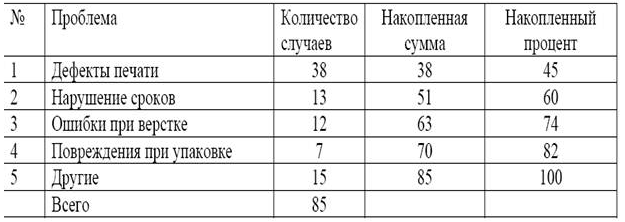 № Проблема Количество случаев Накопленная сумма Накопленный процент
1 Дефекты печати 38 38 45
2 Нарушение сроков 13 51 60
3 Ошибки при верстке 12 63 74
4 Повреждения при упаковке 7 70 82
5 Другие 15 85 100
Всего 85